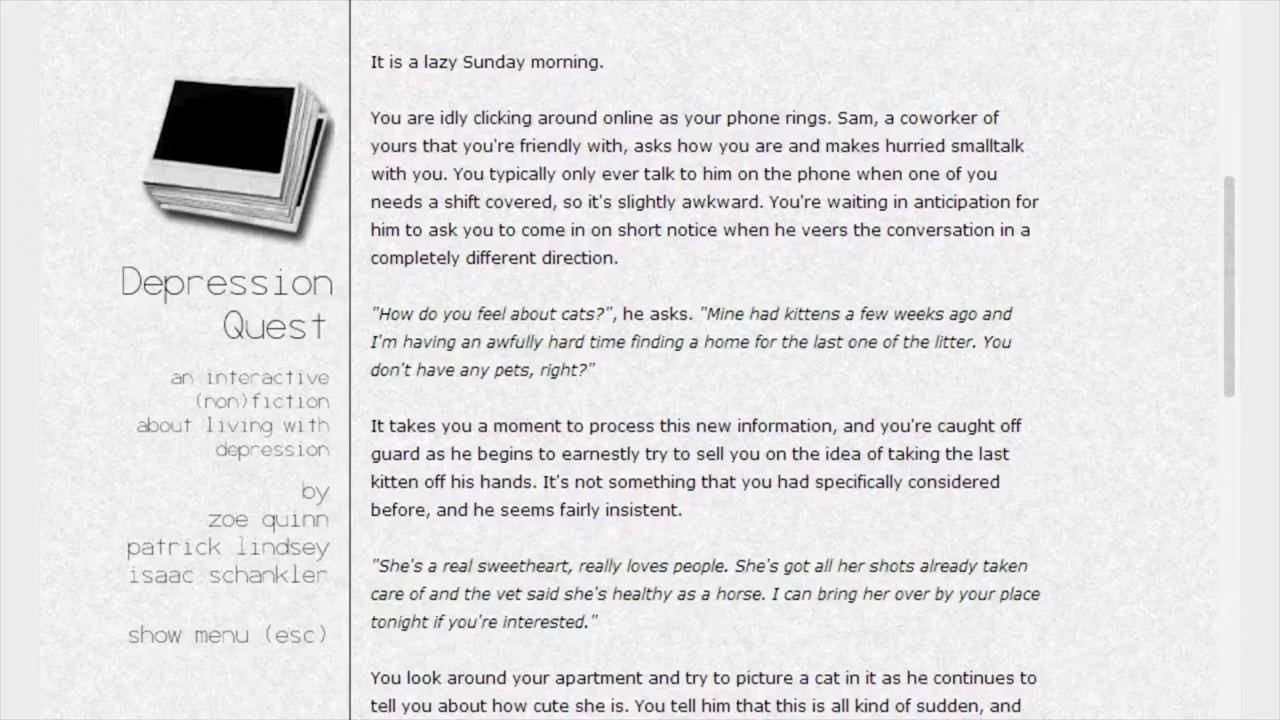 Depression
Quest
an interactive
(non)fiction
about living with
depression
by
zoe quinn
patrick lindsey
isaac schankler
show menu (esc)
It is a lazy Sunday morning.
You are idly clicking around online as your phone rings. Sam, a coworker of
yours that you're friendly with, asks how you are and makes hurried smalltalk
with you. You typically only ever talk to him on the phone when one of you
needs a shift covered, so it's slightly awkward. You're waiting in anticipation for
him to ask you to come in on short notice when he veers the conversation in a
completely different direction.
"How do you feel about cats?", he asks. "Mine had kittens a few weeks ago and
I'm having an awfully hard time finding a home for the last one of the litter. You
don't have any pets, right?"
It takes you a moment to process this new information, and you're caught off
guard as he begins to earnestly try to sell you on the idea of taking the last
kitten off his hands. It's not something that you had specifically considered
before, and he seems fairly insistent.
"She's a real sweetheart, really loves people. She's got all her shots already taken
care of and the vet said she's healthy as a horse. I can bring her over by your place
tonight if you're interested."
You look around your apartment and try to picture a cat in it as he continues to
tell you about how cute she is. You tell him that this is all kind of sudden, and